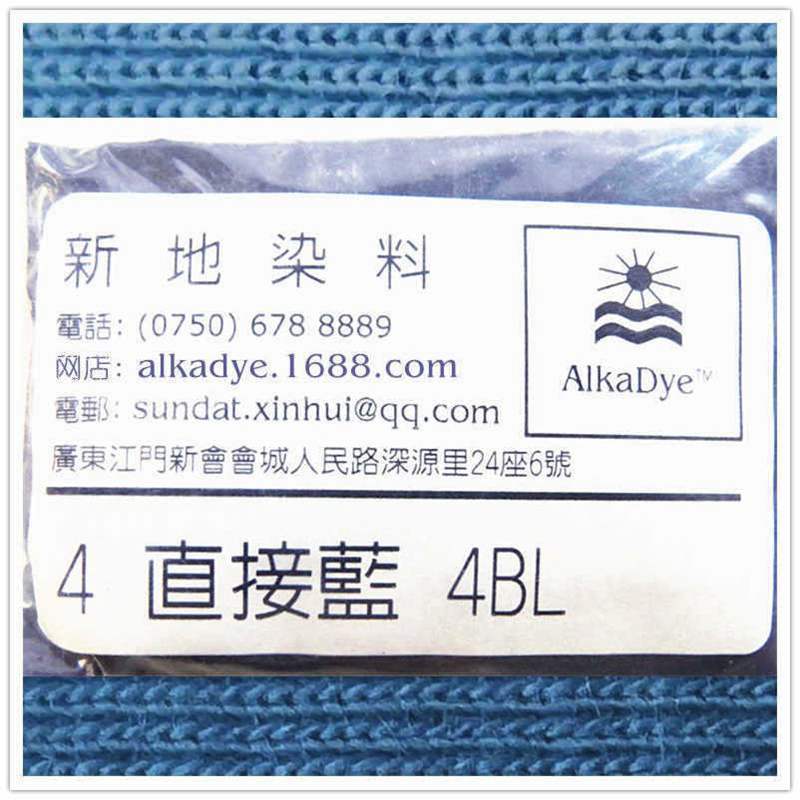 新地染料
電話: (0750) 678 8889
网店: alkadye.1688.com
電郵: sundat.xinhui@qq.com
廣東江門新會會城人民路深源里24座6號
AlkaDye™
4 直接藍 4BL